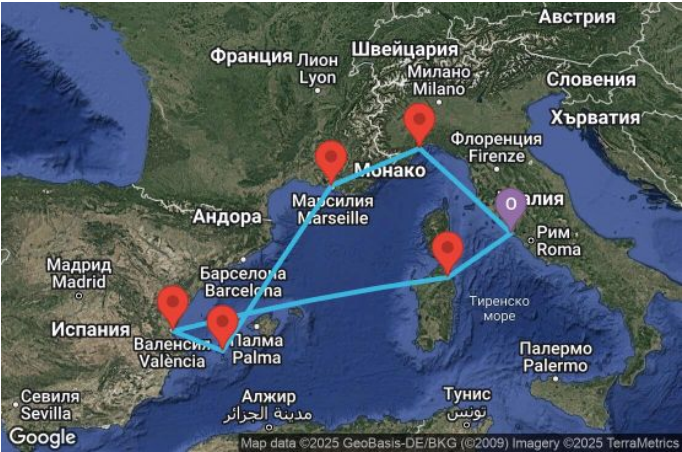 Австрия
Франция
Лион
Lyon
Швейцария
Милано
Milano
Словения
Хърватия
Флоренция
Firenze
Монако
Марсилия
Marseille
Андора
O
Рим
Roma
Мадрид
Madrid
Барселона
Barcelona
Тиренско
море
Испания
Валенсия
València
Палма
Palma
Палермо
Palermo
Севиля
Sevilla
Алжир
مدينة الجزائر
Тунис
تونس
Google
Map data ©2025 GeoBasis-DE/BKG (©2009) Imagery ©2025 TerraMetrics